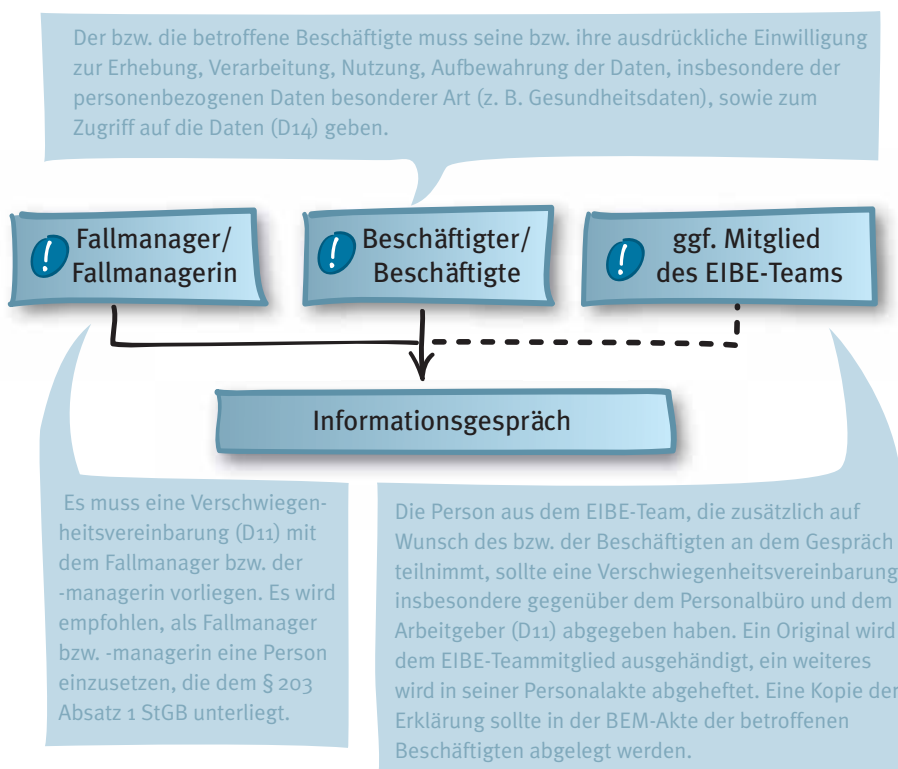 Der bzw. die betroffene Beschäftigte muss seine bzw. ihre ausdrückliche Einwilligung
zur Erhebung, Verarbeitung, Nutzung, Aufbewahrung der Daten, insbesondere der
personenbezogenen Daten besonderer Art (z. B. Gesundheitsdaten), sowie zum
Zugriff auf die Daten (D14) geben.
! Fallmanager/
Fallmanagerin
! Beschäftigter/
Beschäftigte
! ggf. Mitglied
des EIBE-Teams
Informationsgespräch
Es muss eine Verschwiegen-
heitsvereinbarung (D11) mit
dem Fallmanager bzw. der
-managerin vorliegen. Es wird
empfohlen, als Fallmanager
bzw. -managerin eine Person
einzusetzen, die dem § 203
Absatz 1 StGB unterliegt.
Die Person aus dem EIBE-Team, die zusätzlich auf
Wunsch des bzw. der Beschäftigten an dem Gespräch
teilnimmt, sollte eine Verschwiegenheitsvereinbarung
insbesondere gegenüber dem Personalbüro und dem
Arbeitgeber (D11) abgegeben haben. Ein Original wird
dem EIBE-Teammitglied ausgehändigt, ein weiteres
wird in seiner Personalakte abgeheftet. Eine Kopie der
Erklärung sollte in der BEM-Akte der betroffenen
Beschäftigten abgelegt werden.